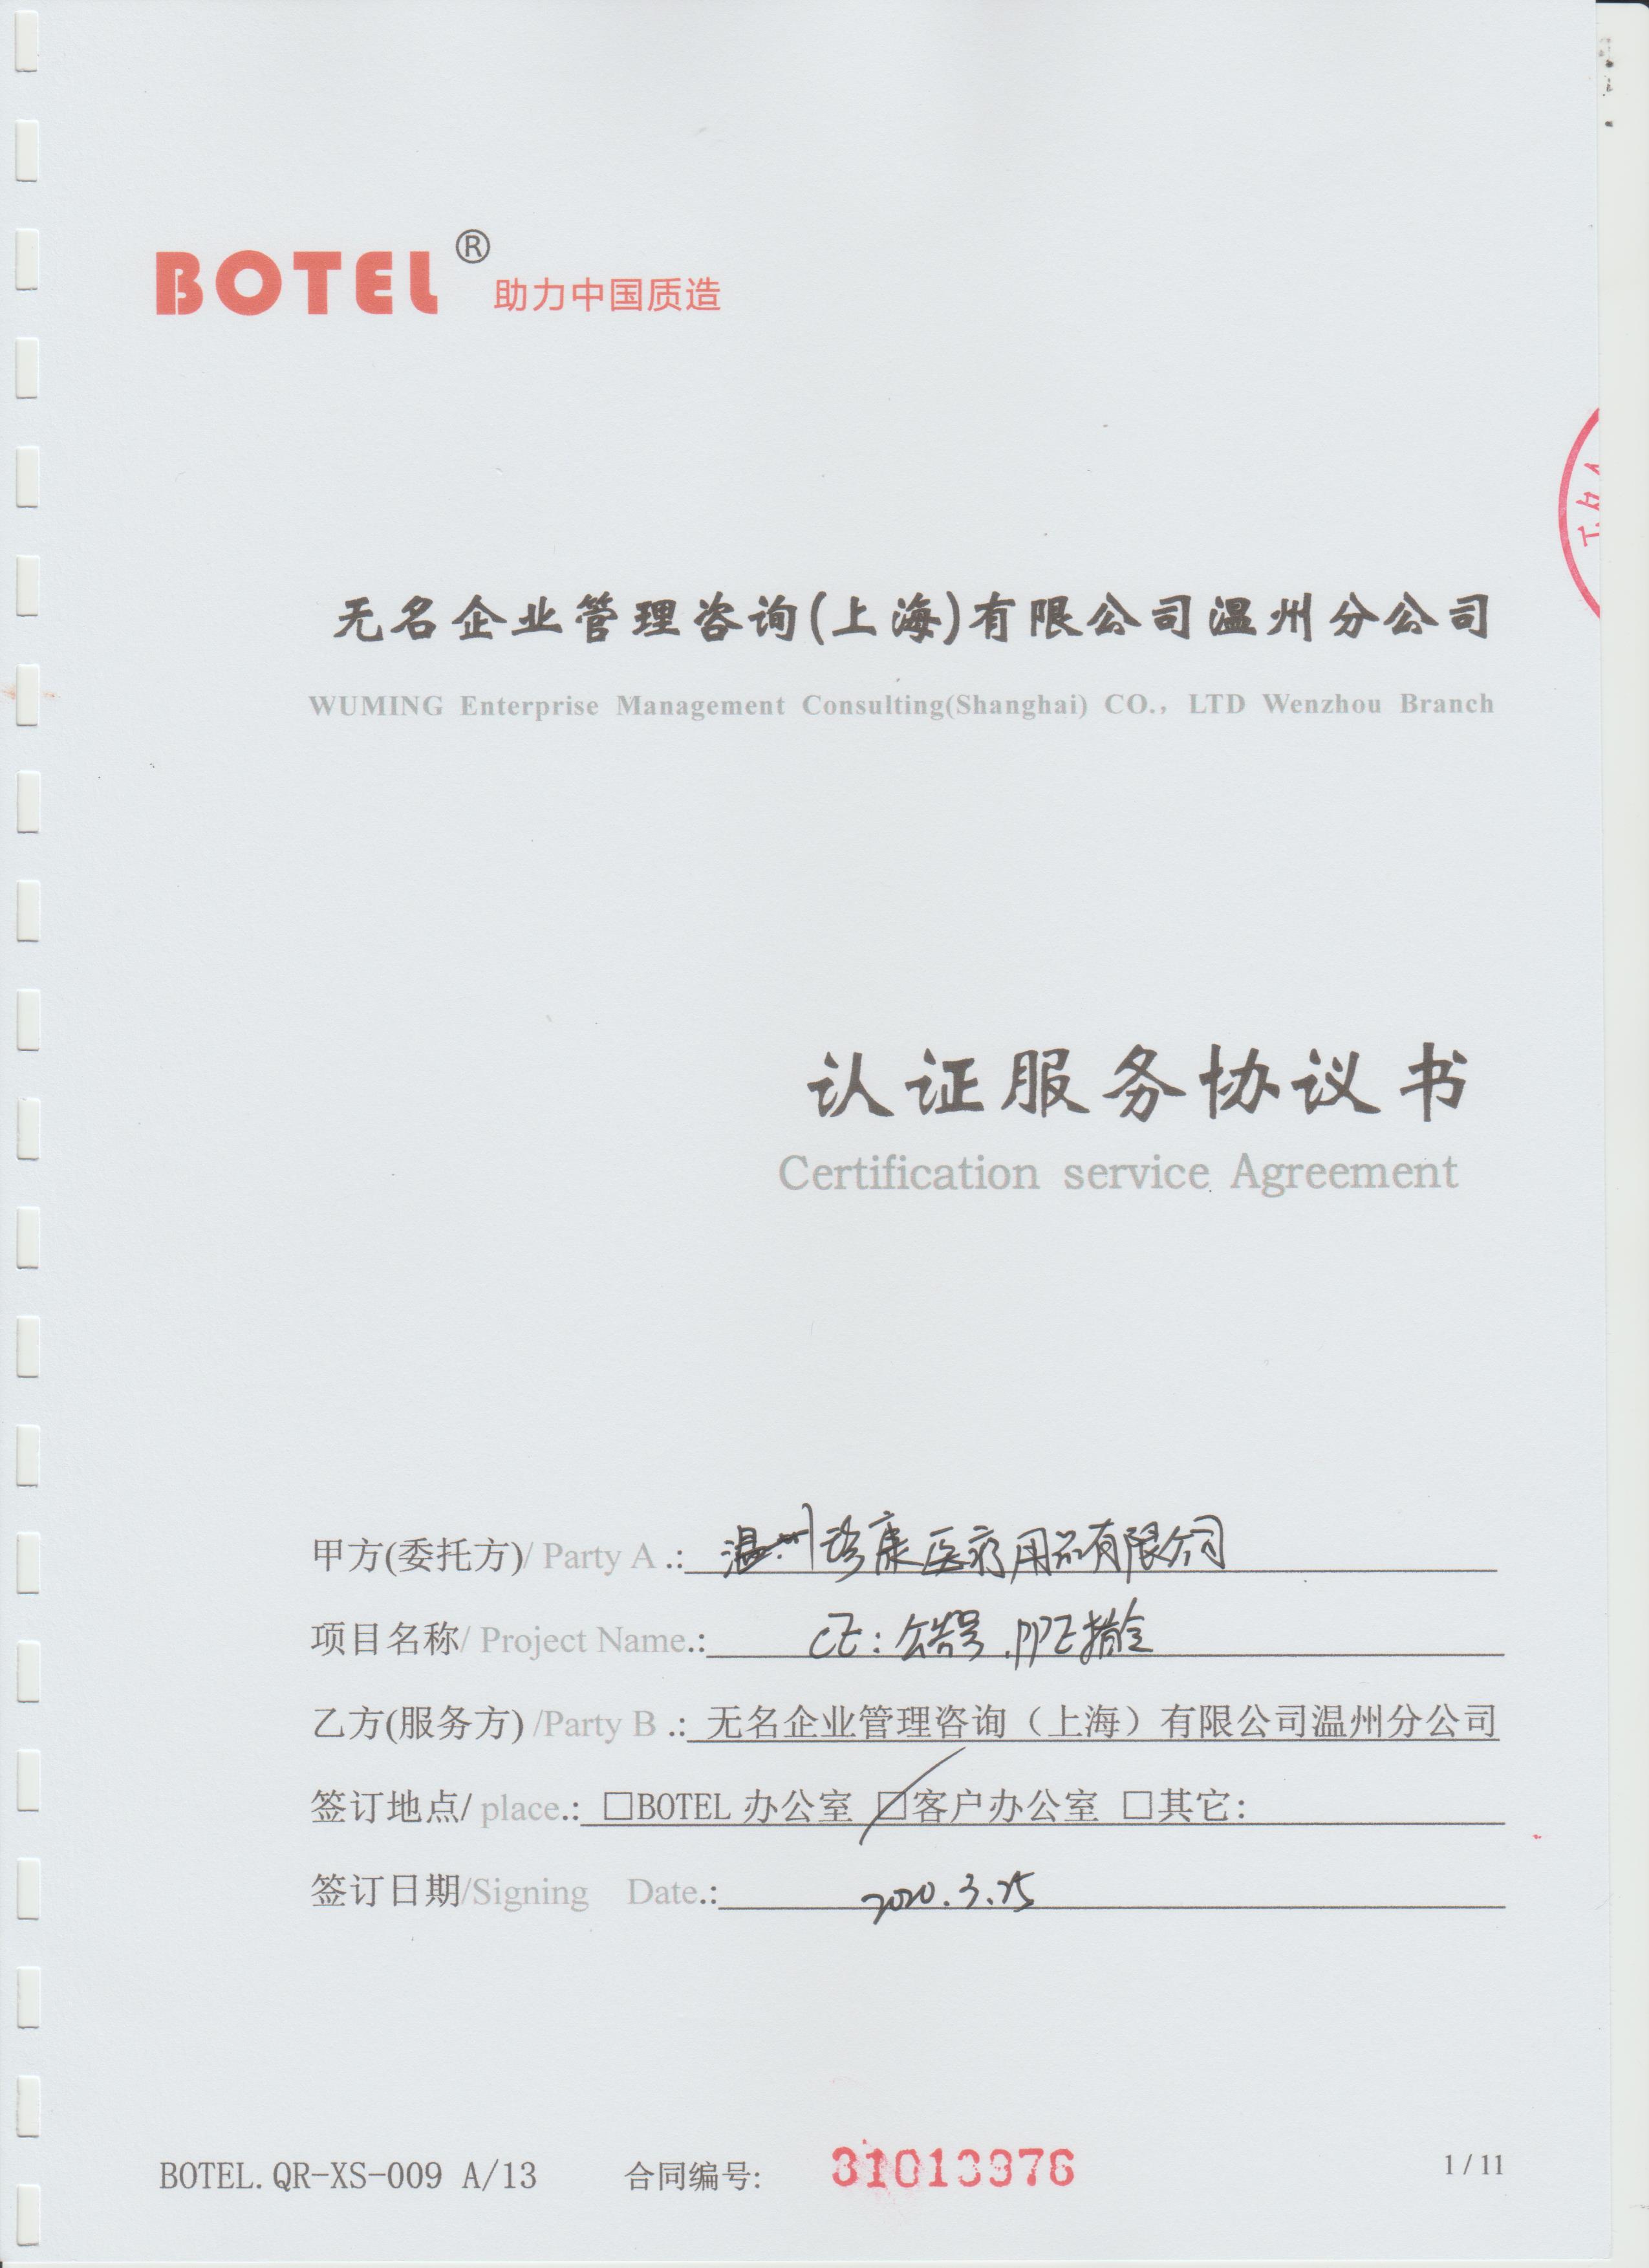 BOTEL® 助力中国质造
无名企业管理咨询(上海)有限公司温州分公司
WUMING Enterprise Management Consulting(Shanghai) CO., LTD Wenzhou Branch
认证服务协议书
Certification service Agreement
甲方(委托方)/ Party A .: 温州珍康医疗用品有限公司
项目名称/ Project Name.: CE: 公告号.PPE指令
乙方(服务方) /Party B .: 无名企业管理咨询（上海）有限公司温州分公司
签订地点/ place.: □BOTEL 办公室 □客户办公室 □其它:
签订日期/Signing Date.: 2020.3.25
BOTEL.QR-XS-009 A/13 合同编号: 31013376 1 / 11